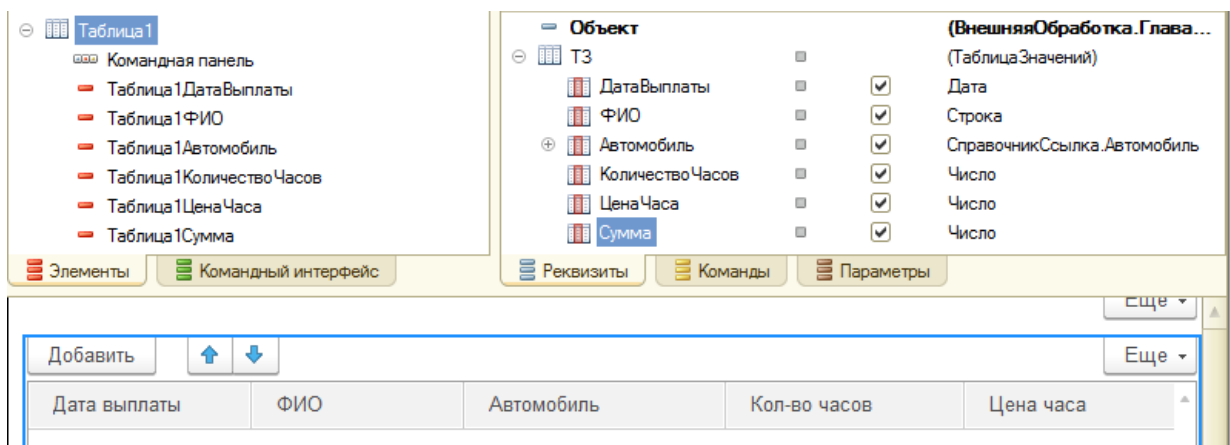 Таблица1
Командная панель
Таблица1ДатаВыплаты
Таблица1ФИО
Таблица1Автомобиль
Таблица1КоличествоЧасов
Таблица1ЦенаЧаса
Таблица1Сумма
Элементы Командный интерфейс
Объект (ВнешняяОбработка.Глава...
ТЗ (ТаблицаЗначений)
ДатаВыплаты Дата
ФИО Строка
Автомобиль СправочникСсылка.Автомобиль
КоличествоЧасов Число
ЦенаЧаса Число
Сумма Число
Реквизиты Команды Параметры
Еще
Добавить Еще
Дата выплаты ФИО Автомобиль Кол-во часов Цена часа